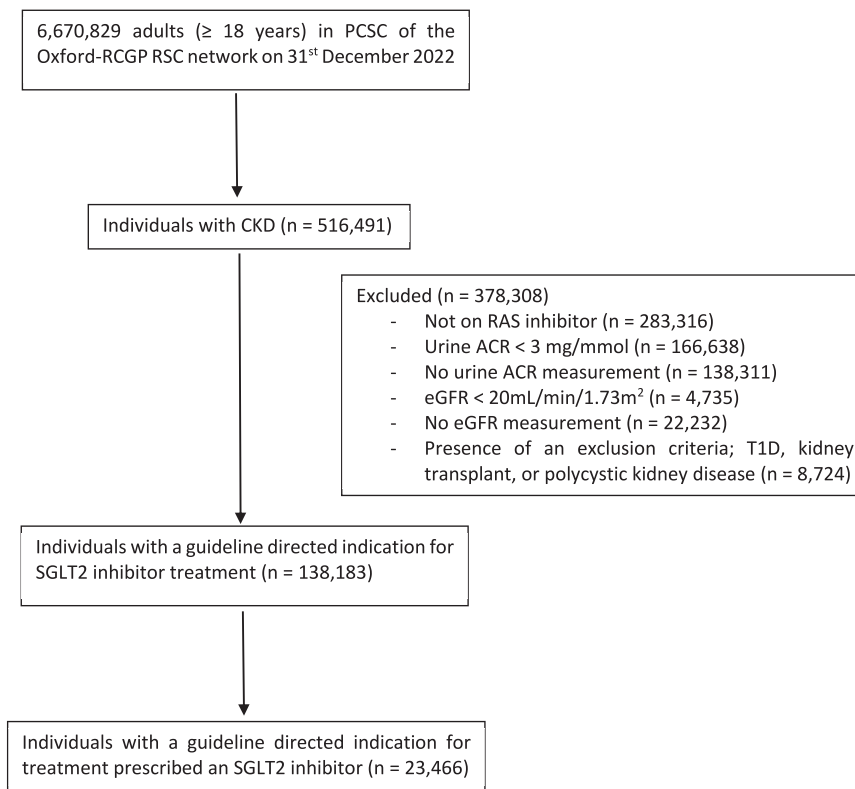 6,670,829 adults (≥ 18 years) in PCSC of the
Oxford-RCGP RSC network on 31st December 2022
Individuals with CKD (n = 516,491)
Excluded (n = 378,308)
- Not on RAS inhibitor (n = 283,316)
- Urine ACR < 3 mg/mmol (n = 166,638)
- No urine ACR measurement (n = 138,311)
- eGFR < 20mL/min/1.73m² (n = 4,735)
- No eGFR measurement (n = 22,232)
- Presence of an exclusion criteria; T1D, kidney
transplant, or polycystic kidney disease (n = 8,724)
Individuals with a guideline directed indication for
SGLT2 inhibitor treatment (n = 138,183)
Individuals with a guideline directed indication for
treatment prescribed an SGLT2 inhibitor (n = 23,466)